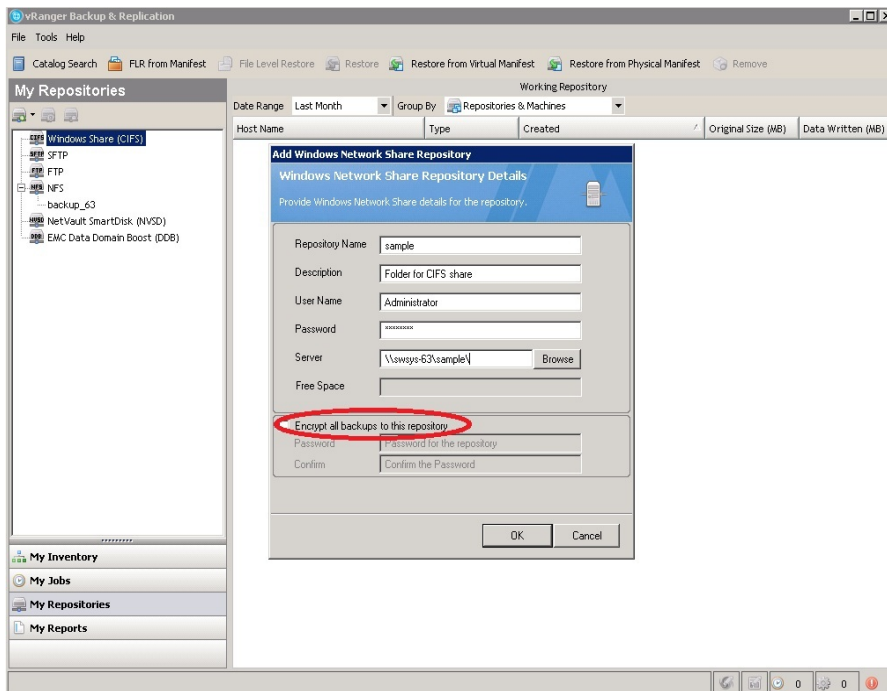 vRanger Backup & Replication
File Tools Help
Catalog Search FLR from Manifest File Level Restore Restore Restore from Virtual Manifest Restore from Physical Manifest Remove
My Repositories
Working Repository
Date Range Last Month Group By Repositories & Machines
Host Name Type Created Original Size (MB) Data Written (MB)
CIFS Windows Share (CIFS)
SFTP SFTP
FTP FTP
NFS NFS
backup_63
NVSD NetVault SmartDisk (NVSD)
DDB EMC Data Domain Boost (DDB)
Add Windows Network Share Repository
Windows Network Share Repository Details
Provide Windows Network Share details for the repository.
Repository Name sample
Description Folder for CIFS share
User Name Administrator
Password ××××××××
Server \\swsys-63\sample\
Browse
Free Space
Encrypt all backups to this repository
Password Password for the repository
Confirm Confirm the Password
OK Cancel
My Inventory
My Jobs
My Repositories
My Reports
0 0